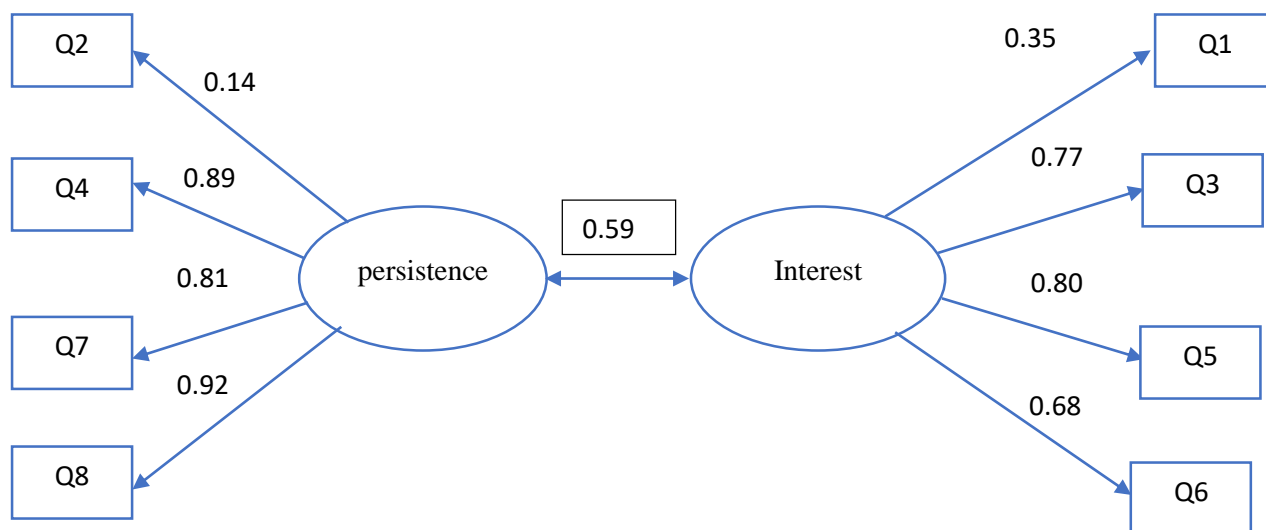 Q2
0.14
Q4
0.89
Q7
0.81
Q8
0.92
persistence
0.59
Interest
0.35
Q1
0.77
Q3
0.80
Q5
0.68
Q6